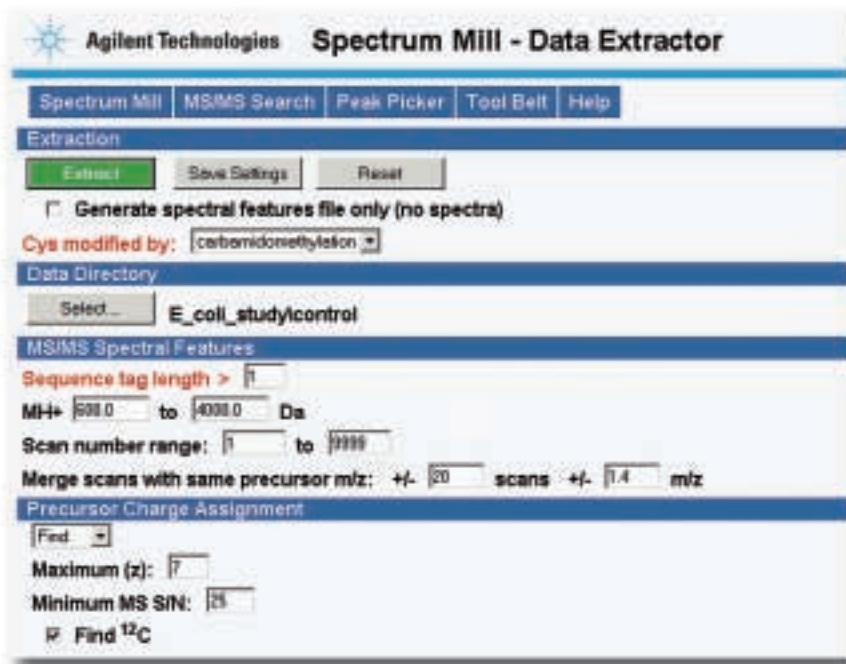 Agilent Technologies Spectrum Mill - Data Extractor
Spectrum Mill MS/MS Search Peak Picker Tool Belt Help
Extraction
Extract Save Settings Reset
Generate spectral features file only (no spectra)
Cys modified by: carbamidomethylation
Data Directory
Select... E_coli_study\control
MS/MS Spectral Features
Sequence tag length > 1
MH+ 600.0 to 4000.0 Da
Scan number range: 1 to 9999
Merge scans with same precursor m/z: +/- 20 scans +/- 1.4 m/z
Precursor Charge Assignment
Find
Maximum (z): 7
Minimum MS S/N: 25
Find ¹²C